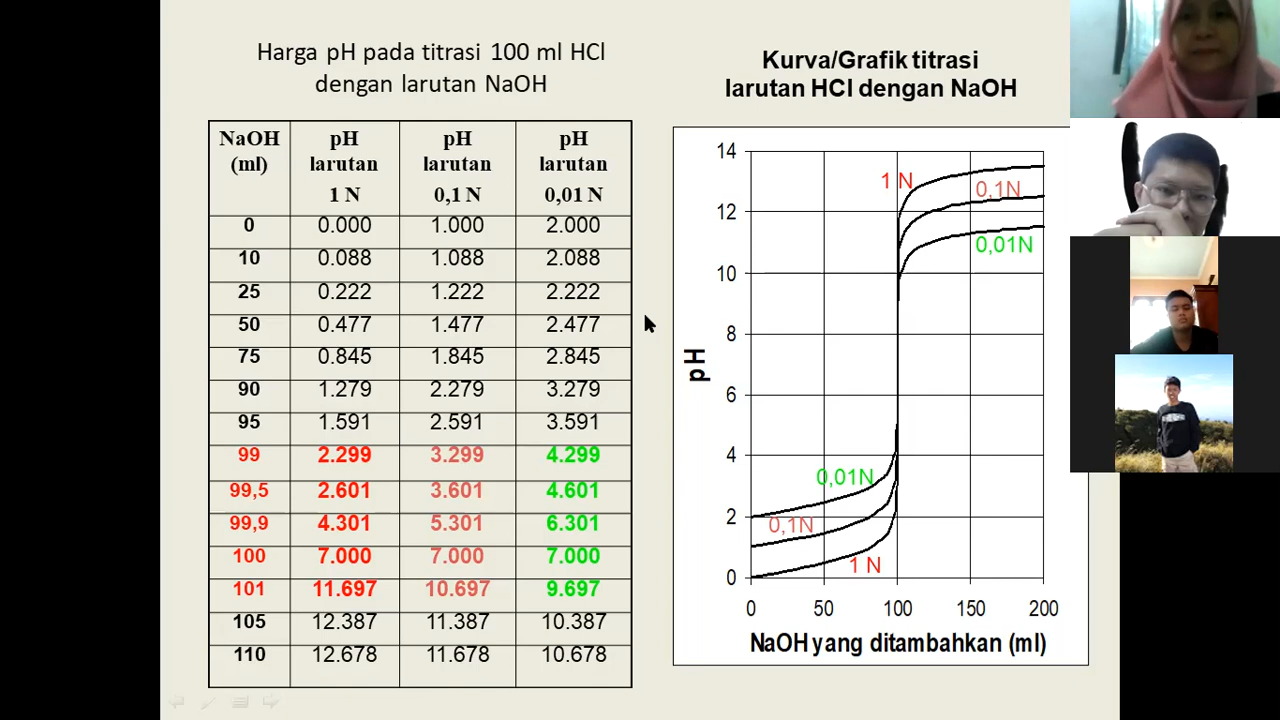 Harga pH pada titrasi 100 ml HCl
dengan larutan NaOH
NaOH (ml) pH larutan 1 N pH larutan 0,1 N pH larutan 0,01 N
0 0.000 1.000 2.000
10 0.088 1.088 2.088
25 0.222 1.222 2.222
50 0.477 1.477 2.477
75 0.845 1.845 2.845
90 1.279 2.279 3.279
95 1.591 2.591 3.591
99 2.299 3.299 4.299
99,5 2.601 3.601 4.601
99,9 4.301 5.301 6.301
100 7.000 7.000 7.000
101 11.697 10.697 9.697
105 12.387 11.387 10.387
110 12.678 11.678 10.678
Kurva/Grafik titrasi
larutan HCl dengan NaOH
14
1 N
0,1N
12
0,01N
10
8
pH
6
4
0,01N
2
0,1N
1 N
0
0 50 100 150 200
NaOH yang ditambahkan (ml)